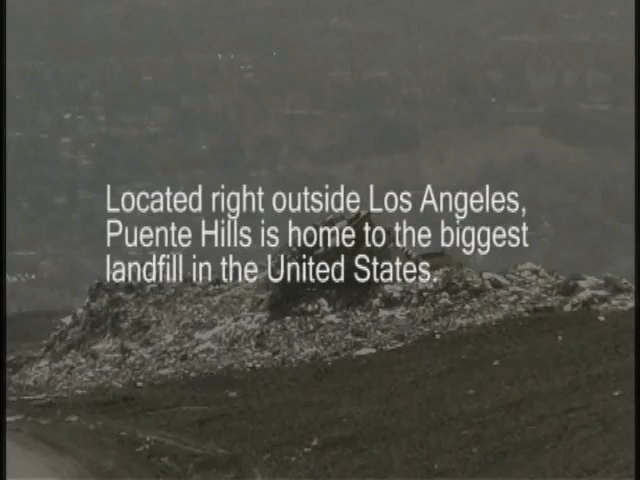 Located right outside Los Angeles,
Puente Hills is home to the biggest
landfill in the United States.